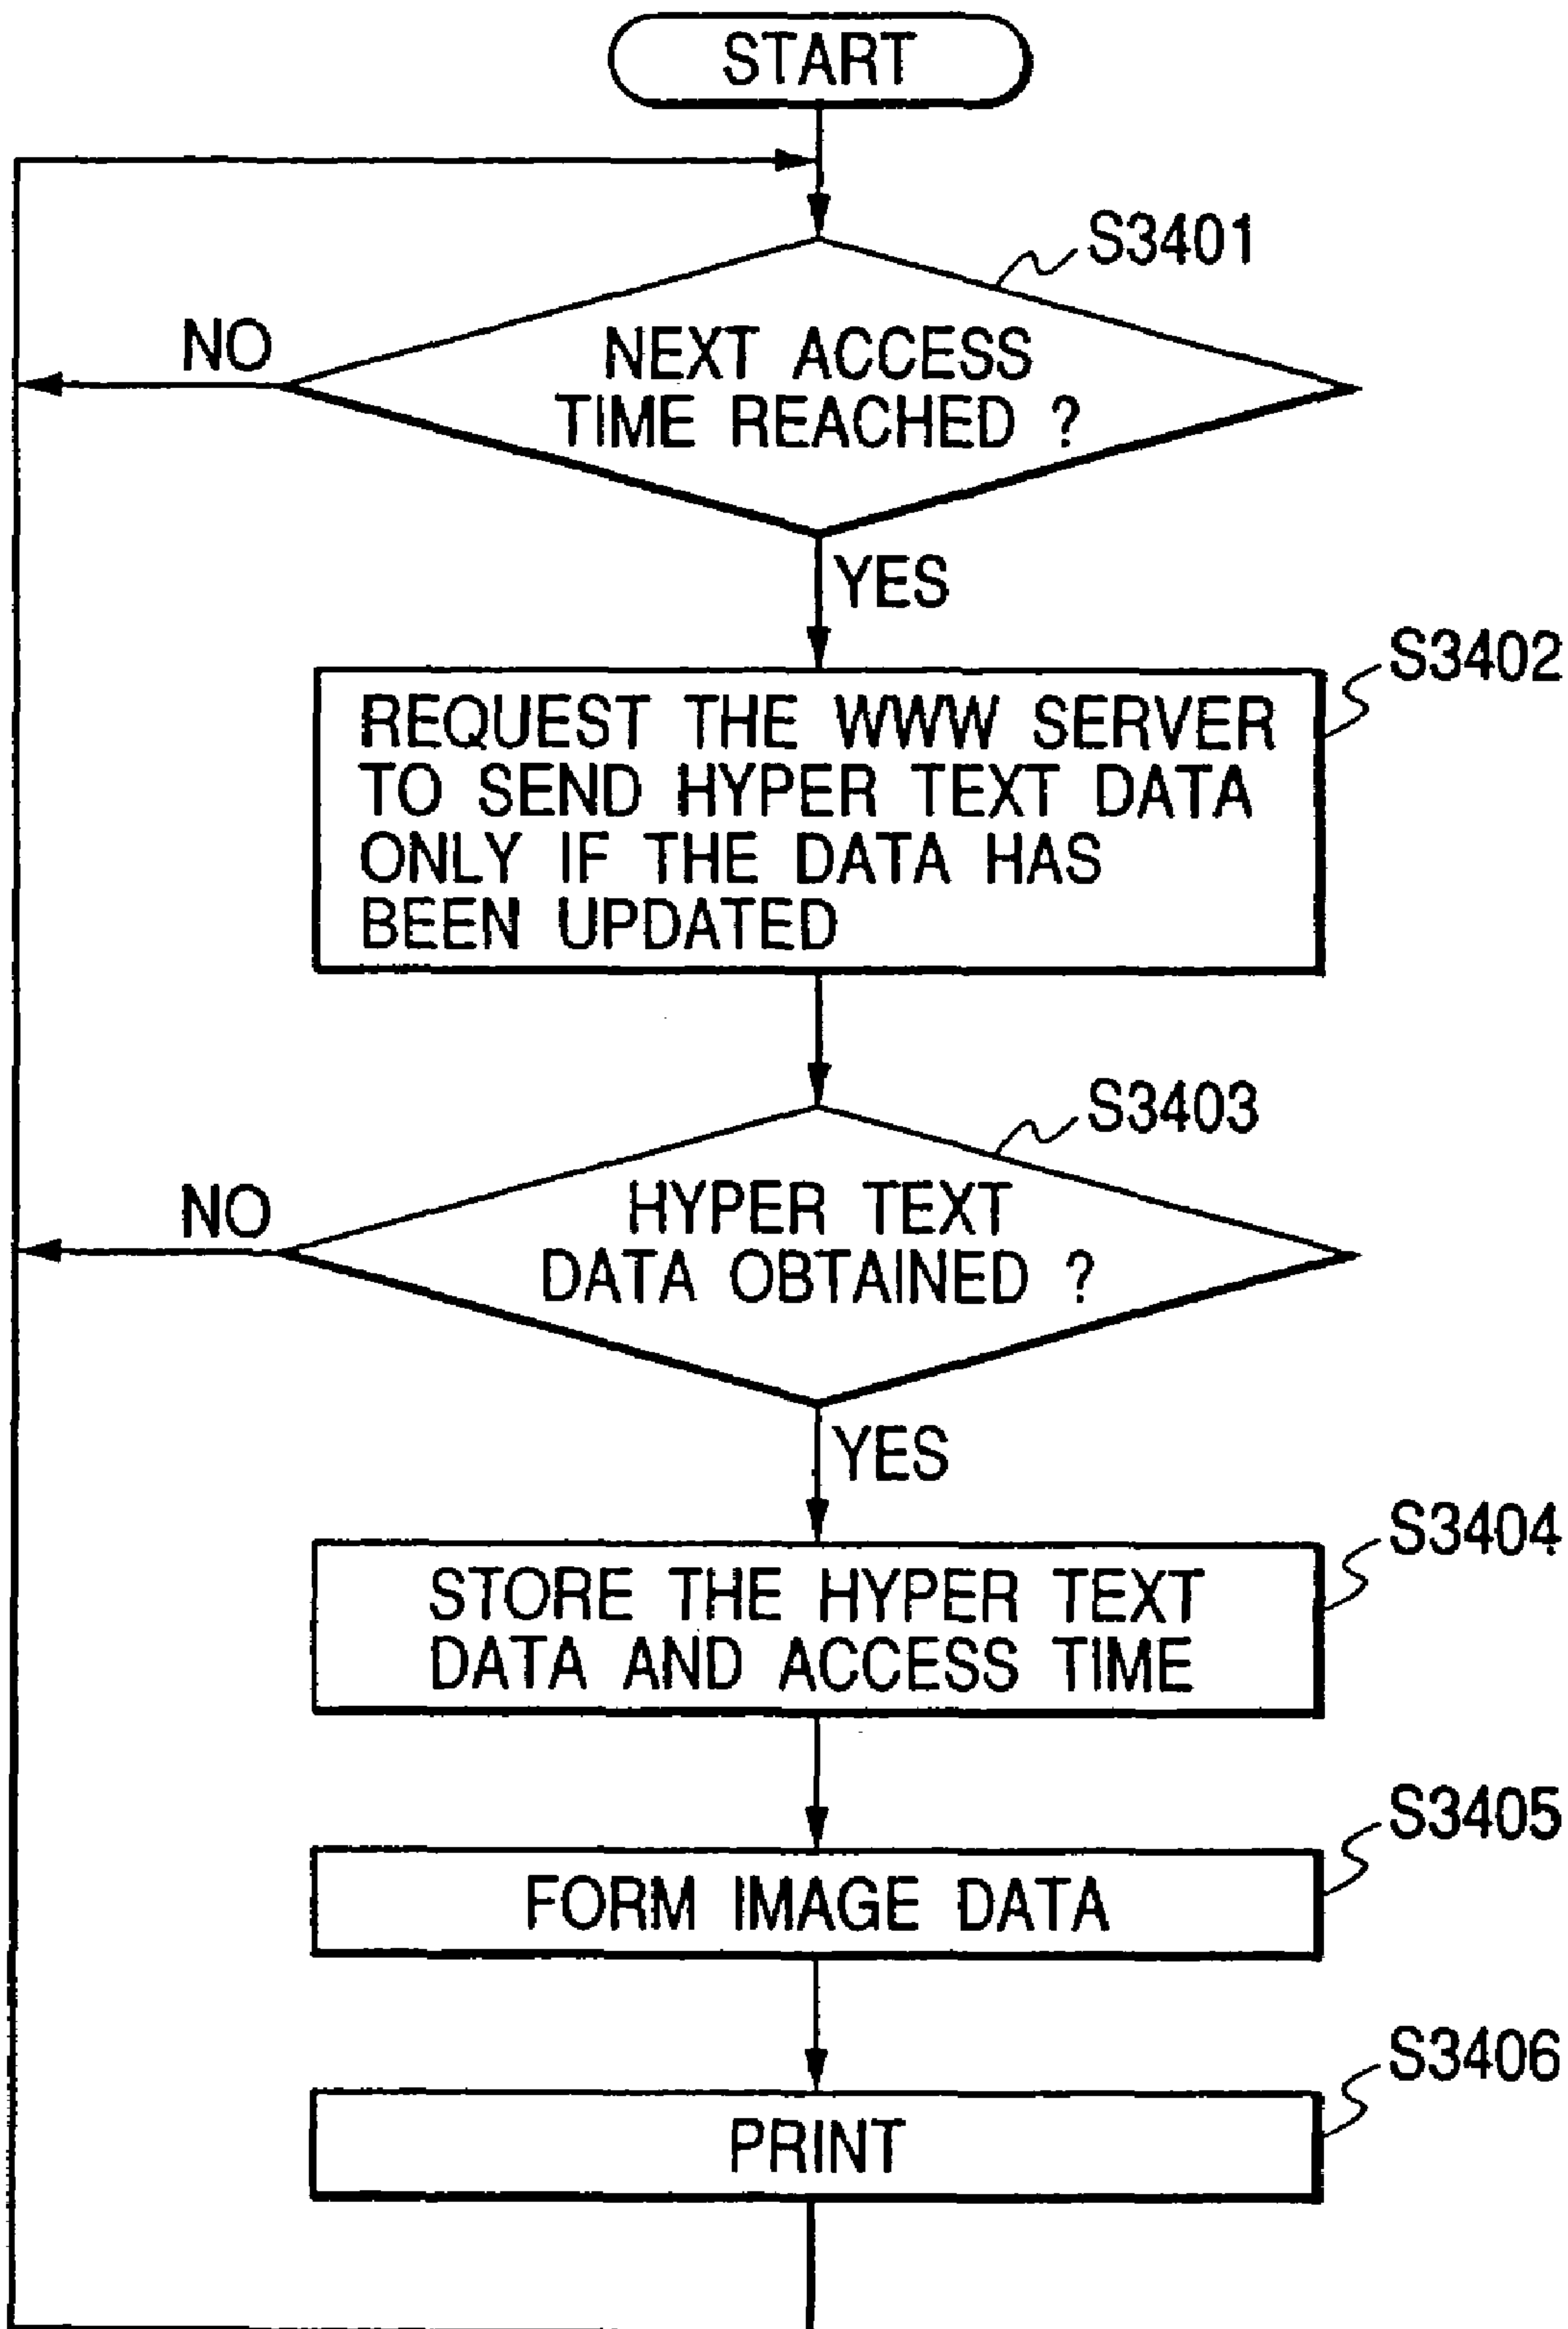 START
S3401
NO
NEXT ACCESS
TIME REACHED ?
YES
S3402
REQUEST THE WWW SERVER
TO SEND HYPER TEXT DATA
ONLY IF THE DATA HAS
BEEN UPDATED
S3403
NO
HYPER TEXT
DATA OBTAINED ?
YES
S3404
STORE THE HYPER TEXT
DATA AND ACCESS TIME
S3405
FORM IMAGE DATA
S3406
PRINT